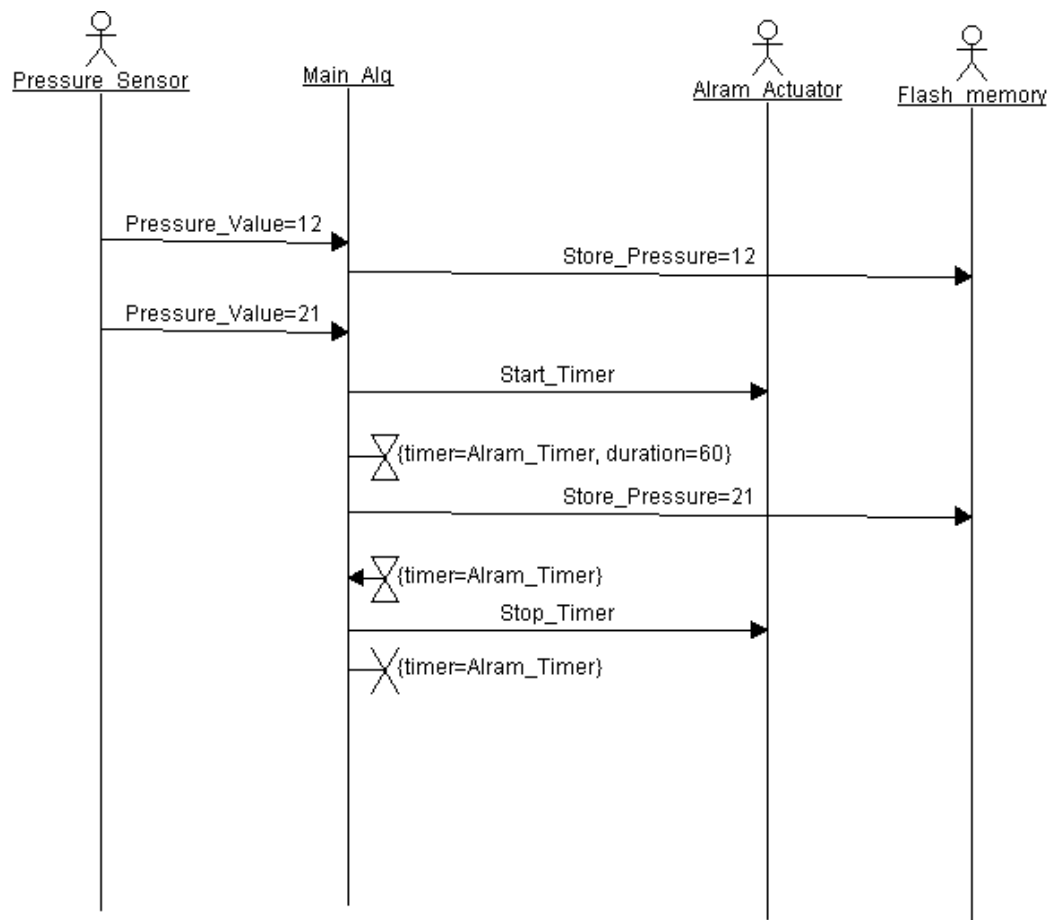 Pressure_Sensor
Main_Alg
Alram_Actuator
Flash_memory
Pressure_Value=12
Store_Pressure=12
Pressure_Value=21
Start_Timer
{timer=Alram_Timer, duration=60}
Store_Pressure=21
{timer=Alram_Timer}
Stop_Timer
{timer=Alram_Timer}